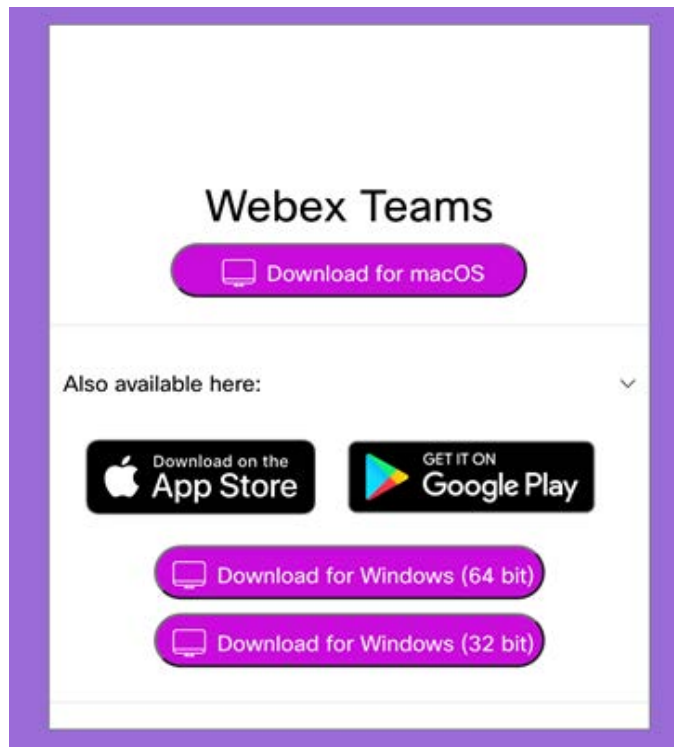 Webex Teams
Download for macOS
Also available here:
Download on the
App Store
GET IT ON
Google Play
Download for Windows (64 bit)
Download for Windows (32 bit)